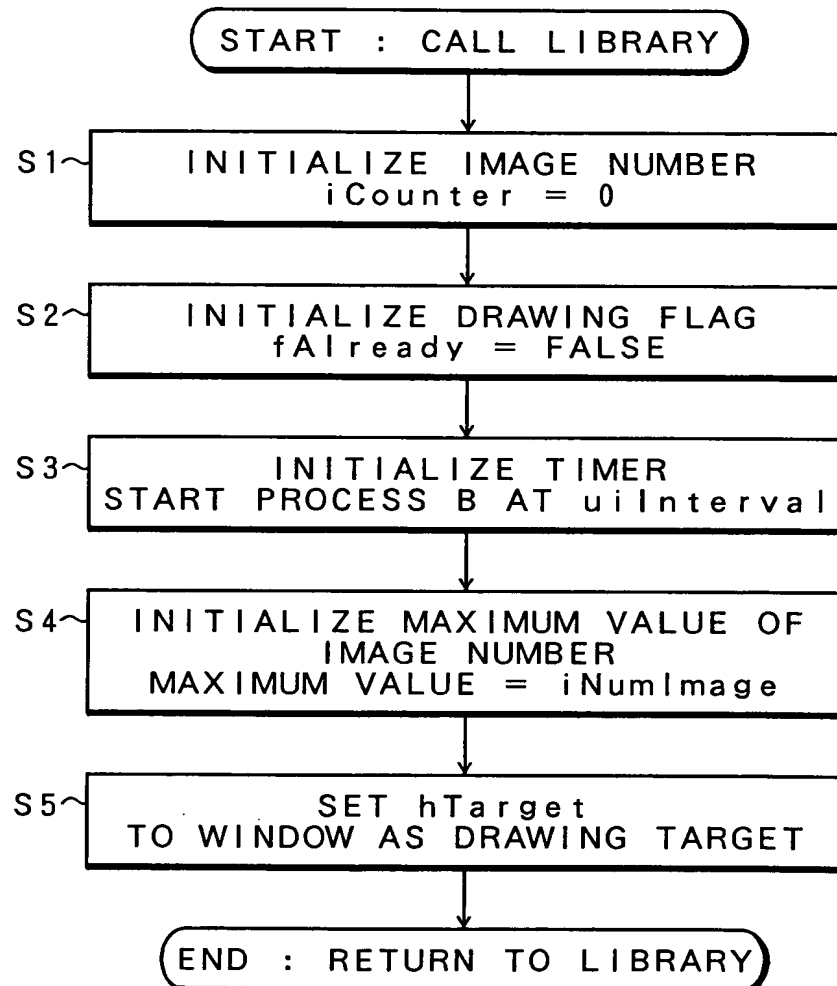 START : CALL LIBRARY
S1~ INITIALIZE IMAGE NUMBER
iCounter = 0
S2~ INITIALIZE DRAWING FLAG
fAlready = FALSE
S3~ INITIALIZE TIMER
START PROCESS B AT uiInterval
S4~ INITIALIZE MAXIMUM VALUE OF
IMAGE NUMBER
MAXIMUM VALUE = iNumImage
S5~ SET hTarget
TO WINDOW AS DRAWING TARGET
END : RETURN TO LIBRARY